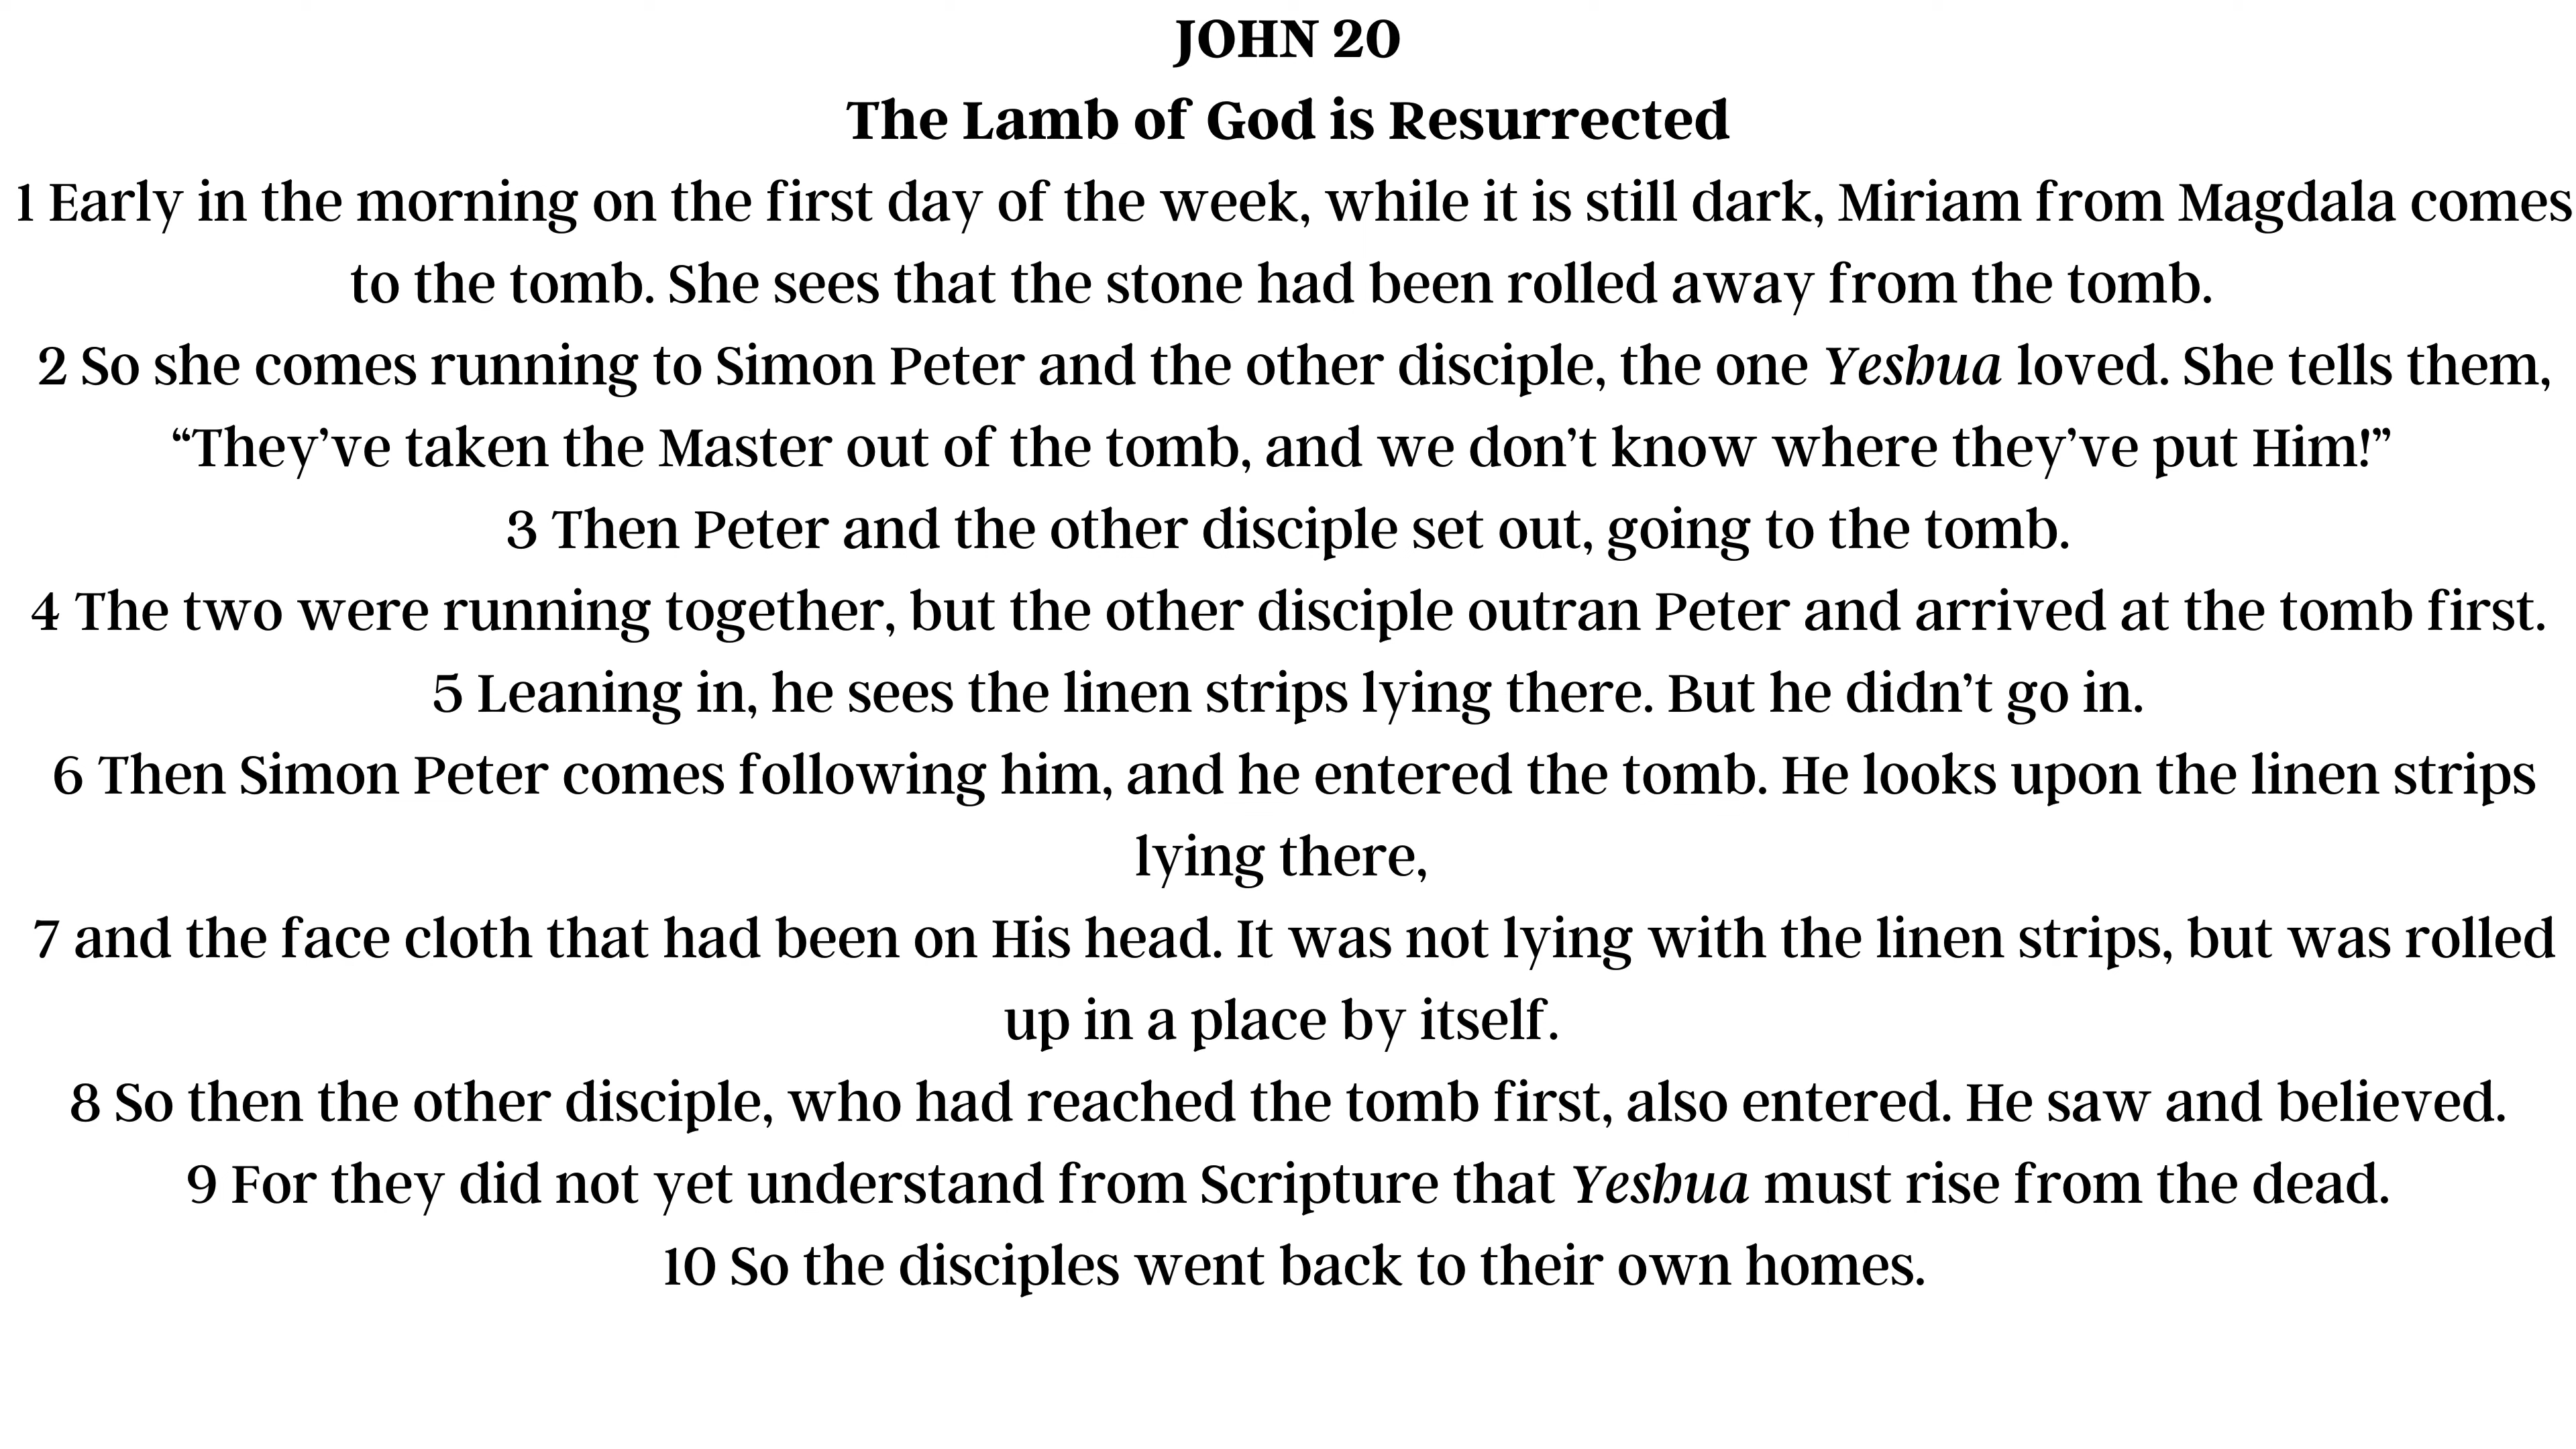 JOHN 20
The Lamb of God is Resurrected
1 Early in the morning on the first day of the week, while it is still dark, Miriam from Magdala comes
to the tomb. She sees that the stone had been rolled away from the tomb.
2 So she comes running to Simon Peter and the other disciple, the one Yeshua loved. She tells them,
“They’ve taken the Master out of the tomb, and we don’t know where they’ve put Him!”
3 Then Peter and the other disciple set out, going to the tomb.
4 The two were running together, but the other disciple outran Peter and arrived at the tomb first.
5 Leaning in, he sees the linen strips lying there. But he didn’t go in.
6 Then Simon Peter comes following him, and he entered the tomb. He looks upon the linen strips
lying there,
7 and the face cloth that had been on His head. It was not lying with the linen strips, but was rolled
up in a place by itself.
8 So then the other disciple, who had reached the tomb first, also entered. He saw and believed.
9 For they did not yet understand from Scripture that Yeshua must rise from the dead.
10 So the disciples went back to their own homes.